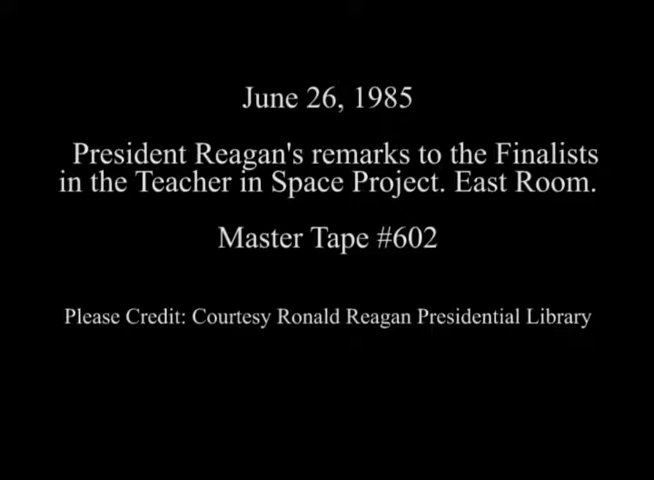 June 26, 1985
President Reagan's remarks to the Finalists
in the Teacher in Space Project. East Room.
Master Tape #602
Please Credit: Courtesy Ronald Reagan Presidential Library